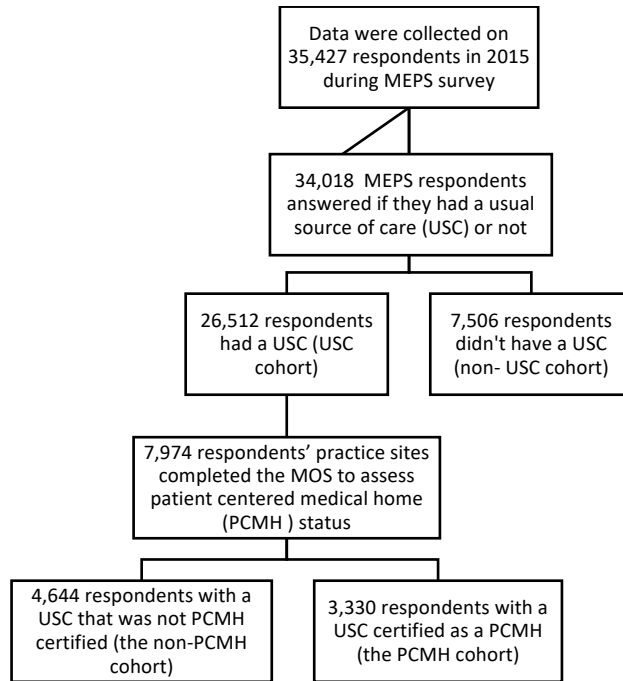 Data were collected on
35,427 respondents in 2015
during MEPS survey
34,018  MEPS respondents
answered if they had a usual
source of care (USC) or not
26,512 respondents
had a USC (USC
cohort)
7,506 respondents
didn't have a USC
(non- USC cohort)
7,974 respondents’ practice sites
completed the MOS to assess
patient centered medical home
(PCMH ) status
4,644 respondents with a
USC that was not PCMH
certified (the non-PCMH
cohort)
3,330 respondents with a
USC certified as a PCMH
(the PCMH cohort)